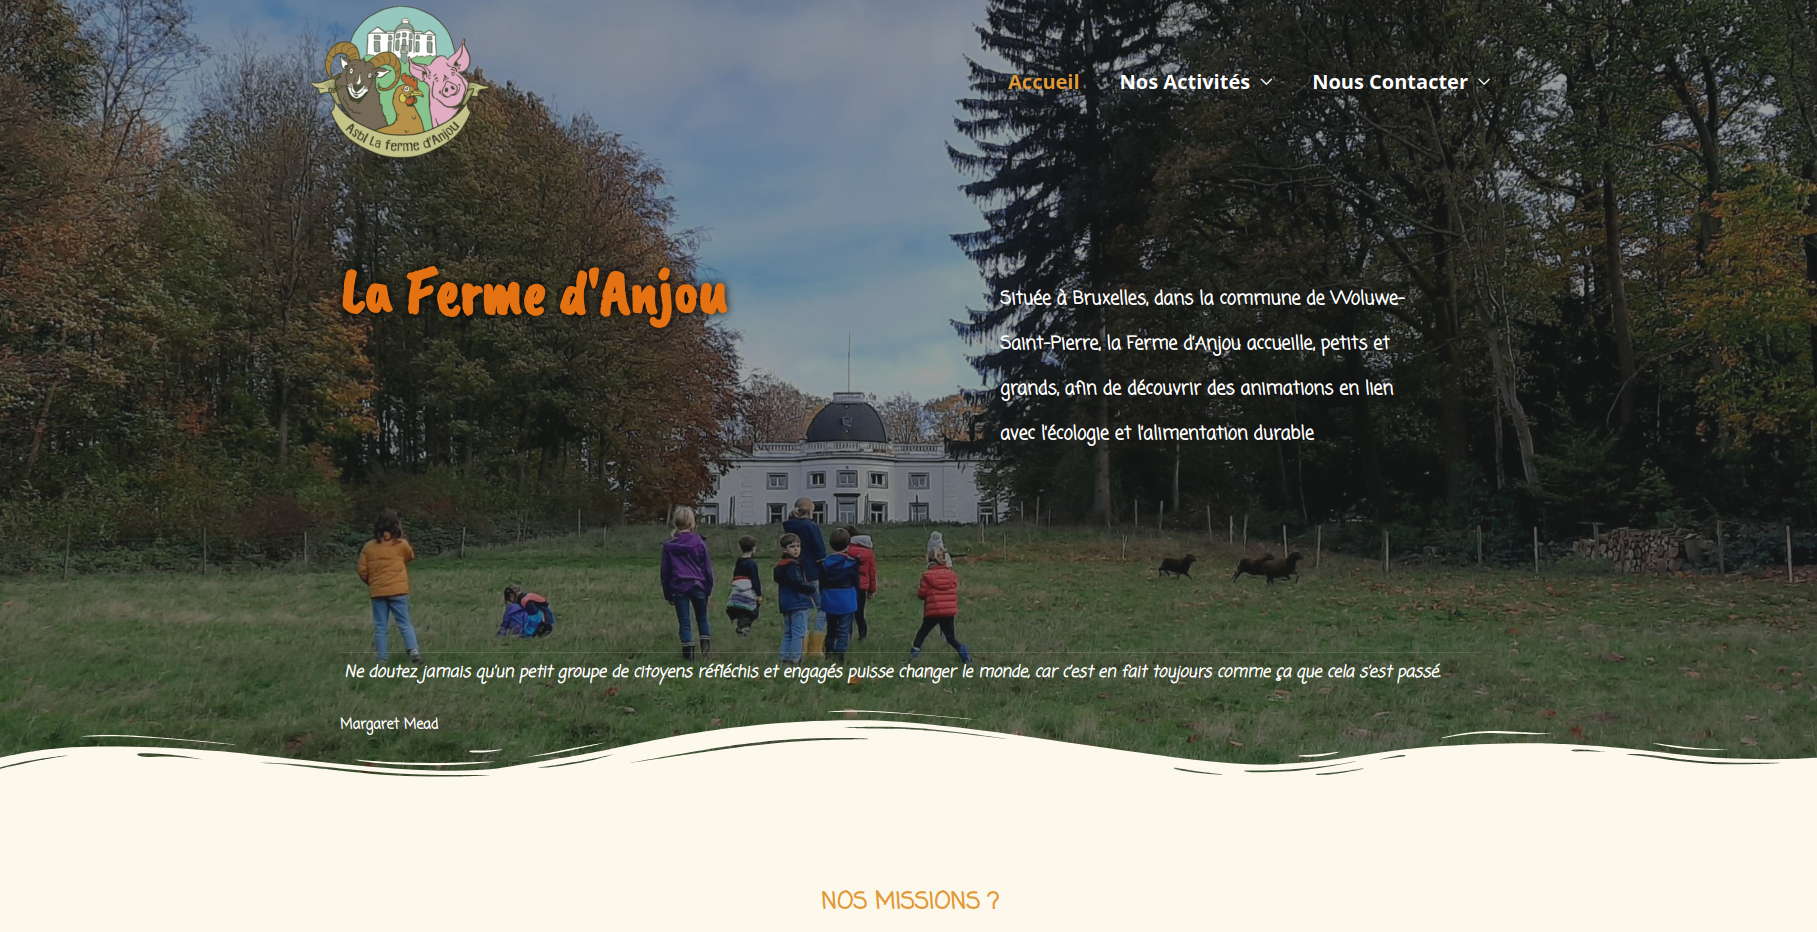 Asbl La ferme d'Anjou
Accueil
Nos Activités
Nous Contacter
La Ferme d'Anjou
Située à Bruxelles, dans la commune de Woluwe-
Saint-Pierre, la Ferme d'Anjou accueille, petits et
grands, afin de découvrir des animations en lien
avec l'écologie et l'alimentation durable
Ne doutez jamais qu'un petit groupe de citoyens réfléchis et engagés puisse changer le monde, car c'est en fait toujours comme ça que cela s'est passé.
Margaret Mead
NOS MISSIONS ?